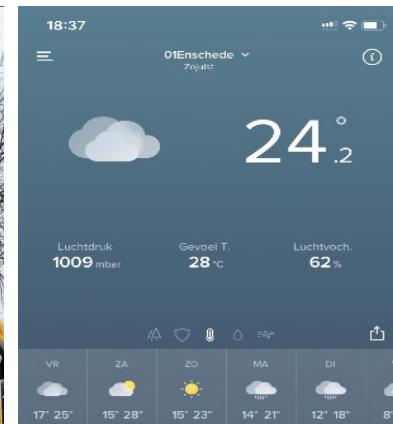 18:37
01Enschede
Zojuist
24°.2
Luchtdruk Gevoel T. Luchtvoch.
1009 mbar 28 °C 62 %
VR ZA ZO MA DI
17° 25° 15° 28° 15° 23° 14° 21° 12° 18° 8°